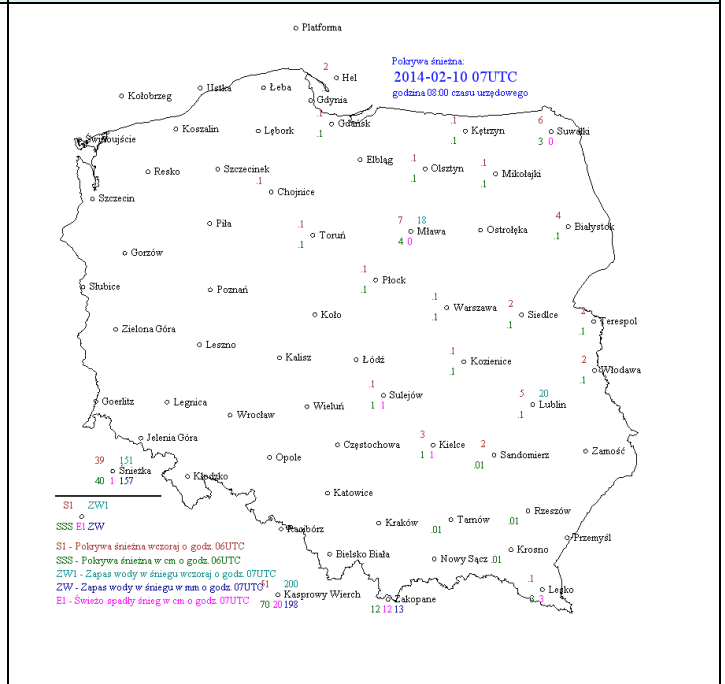 Platforma
Pokrywa śnieżna:
2014-02-10 07UTC
godzina 08:00 czasu urzędowego
2
Hel
Ustka
Łeba
Kołobrzeg
Gdynia
.1
Gdańsk
.1
Koszalin
Lębork
.1
Kętrzyn
.1
6
Suwałki
3 0
Świnoujście
Elbląg
.1
Olsztyn
.1
.1
Mikołajki
.1
Resko
Szczecinek
.1
Chojnice
Szczecin
Piła
.1
Toruń
.1
7 18
Mława
4 0
Ostrołęka
4
Białystok
.1
Gorzów
.1
Płock
.1
Słubice
Poznań
Koło
.1
Warszawa
.1
2
Siedlce
.1
2
Terespol
.1
Zielona Góra
Leszno
Kalisz
Łódź
.1
Kozienice
.1
2
Włodawa
.1
Goerlitz
Legnica
Wrocław
Wieluń
.1
Sulejów
1 1
5 20
Lublin
.1
Jelenia Góra
Częstochowa
3
Kielce
1 1
2
Sandomierz
.01
Zamość
39 151
Śnieżka
40 1 157
Kłodzko
Opole
Katowice
S1 ZW1
SSS E1 ZW
Racibórz
Kraków
.01
Tarnów
.01
Rzeszów
Przemyśl
S1 - Pokrywa śnieżna wczoraj o godz. 06UTC
SSS - Pokrywa śnieżna w cm o godz. 06UTC
ZW1 - Zapas wody w śniegu wczoraj o godz. 07UTC
ZW - Zapas wody w śniegu w mm o godz. 07UTC
E1 - Świeżo spadły śnieg w cm o godz. 07UTC
Bielsko Biała
Nowy Sącz
.01
Krosno
200
Kasprowy Wierch
70 20 198
Zakopane
12 12 13
.1
Lesko
3